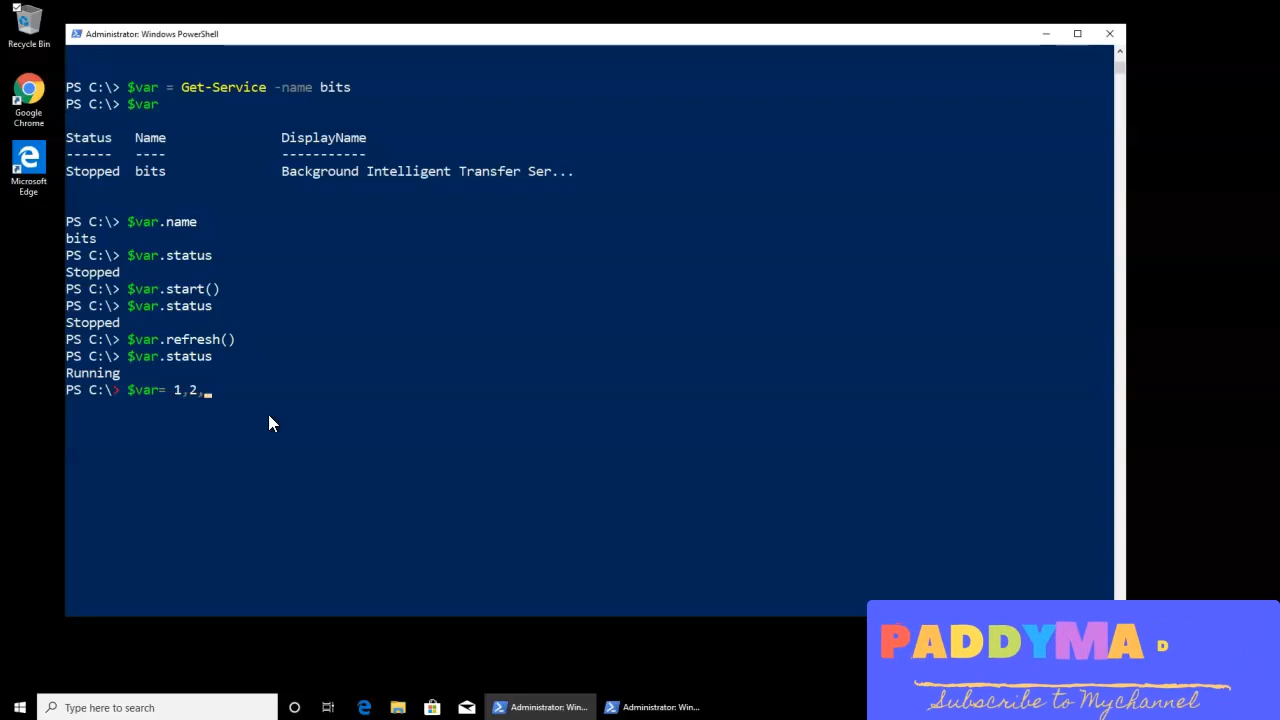 Administrator: Windows PowerShell
Recycle Bin
Google
Chrome
Microsoft
Edge
PS C:\> $var = Get-Service -name bits
PS C:\> $var
Status Name DisplayName
------ ---- -----------
Stopped bits Background Intelligent Transfer Ser...
PS C:\> $var.name
bits
PS C:\> $var.status
Stopped
PS C:\> $var.start()
PS C:\> $var.status
Stopped
PS C:\> $var.refresh()
PS C:\> $var.status
Running
PS C:\> $var= 1,2,
PADDYMA D
Subscribe to Mychannel
Type here to search
Administrator: Win...
Administrator: Win...